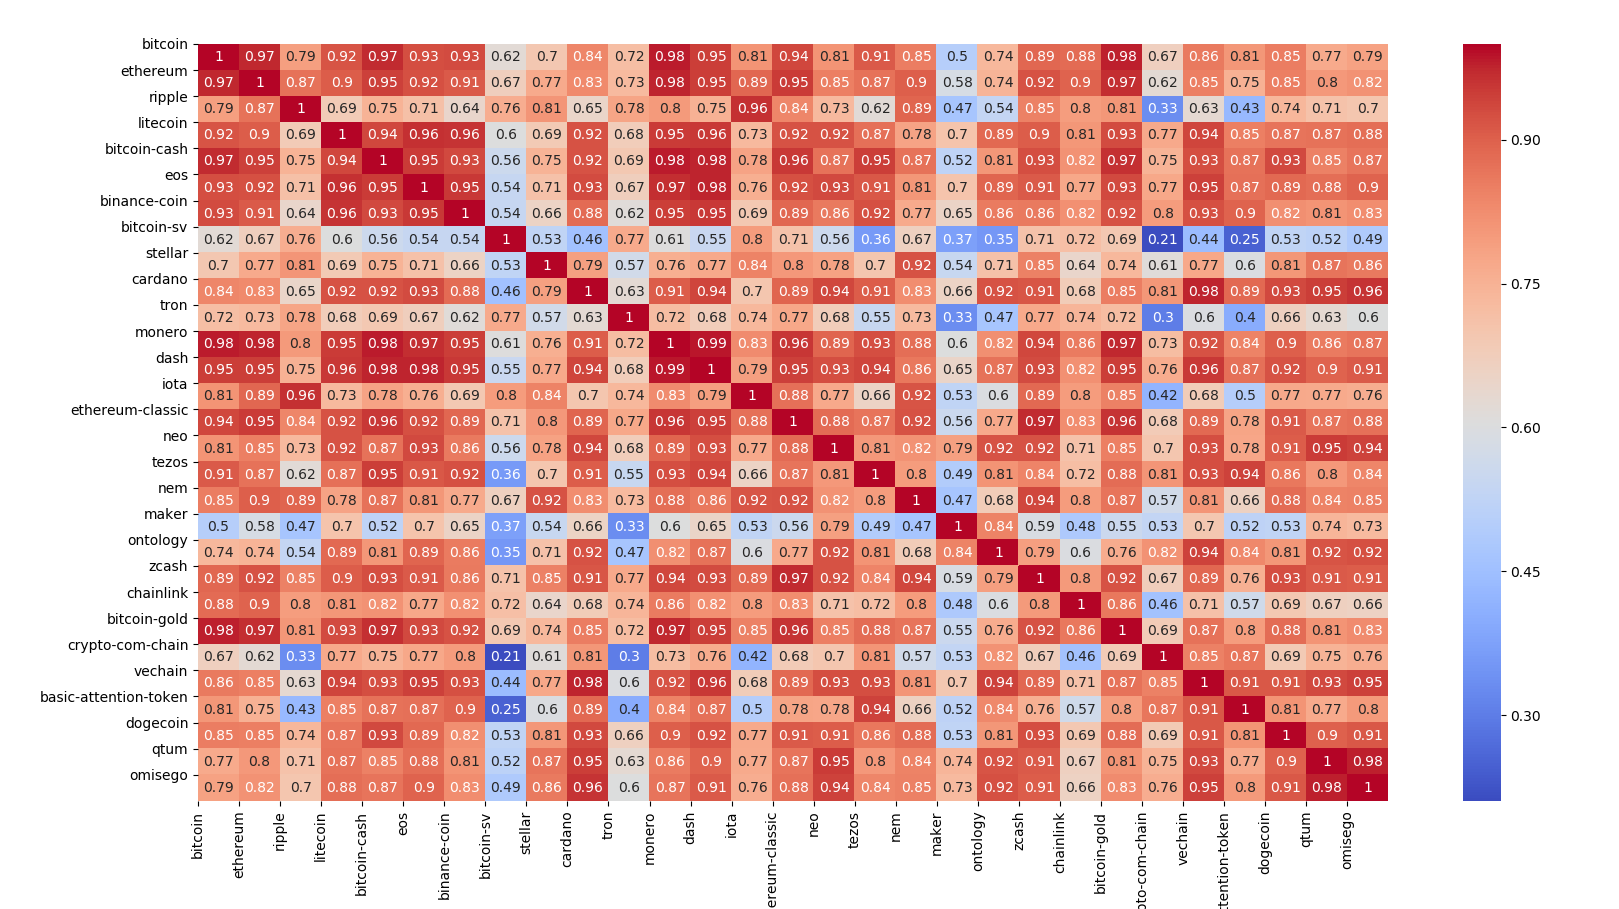 bitcoin 1 0.97 0.79 0.92 0.97 0.93 0.93 0.62 0.7 0.84 0.72 0.98 0.95 0.81 0.94 0.81 0.91 0.85 0.5 0.74 0.89 0.88 0.98 0.67 0.86 0.81 0.85 0.77 0.79
ethereum 0.97 1 0.87 0.9 0.95 0.92 0.91 0.67 0.77 0.83 0.73 0.98 0.95 0.89 0.95 0.85 0.87 0.9 0.58 0.74 0.92 0.9 0.97 0.62 0.85 0.75 0.85 0.8 0.82
ripple 0.79 0.87 1 0.69 0.75 0.71 0.64 0.76 0.81 0.65 0.78 0.8 0.75 0.96 0.84 0.73 0.62 0.89 0.47 0.54 0.85 0.8 0.81 0.33 0.63 0.43 0.74 0.71 0.7
litecoin 0.92 0.9 0.69 1 0.94 0.96 0.96 0.6 0.69 0.92 0.68 0.95 0.96 0.73 0.92 0.92 0.87 0.78 0.7 0.89 0.9 0.81 0.93 0.77 0.94 0.85 0.87 0.87 0.88
bitcoin-cash 0.97 0.95 0.75 0.94 1 0.95 0.93 0.56 0.75 0.92 0.69 0.98 0.98 0.78 0.96 0.87 0.95 0.87 0.52 0.81 0.93 0.82 0.97 0.75 0.93 0.87 0.93 0.85 0.87
eos 0.93 0.92 0.71 0.96 0.95 1 0.95 0.54 0.71 0.93 0.67 0.97 0.98 0.76 0.92 0.93 0.91 0.81 0.7 0.89 0.91 0.77 0.93 0.77 0.95 0.87 0.89 0.88 0.9
binance-coin 0.93 0.91 0.64 0.96 0.93 0.95 1 0.54 0.66 0.88 0.62 0.95 0.95 0.69 0.89 0.86 0.92 0.77 0.65 0.86 0.86 0.82 0.92 0.8 0.93 0.9 0.82 0.81 0.83
bitcoin-sv 0.62 0.67 0.76 0.6 0.56 0.54 0.54 1 0.53 0.46 0.77 0.61 0.55 0.8 0.71 0.56 0.36 0.67 0.37 0.35 0.71 0.72 0.69 0.21 0.44 0.25 0.53 0.52 0.49
stellar 0.7 0.77 0.81 0.69 0.75 0.71 0.66 0.53 1 0.79 0.57 0.76 0.77 0.84 0.8 0.78 0.7 0.92 0.54 0.71 0.85 0.64 0.74 0.61 0.77 0.6 0.81 0.87 0.86
cardano 0.84 0.83 0.65 0.92 0.92 0.93 0.88 0.46 0.79 1 0.63 0.91 0.94 0.7 0.89 0.94 0.91 0.83 0.66 0.92 0.91 0.68 0.85 0.81 0.98 0.89 0.93 0.95 0.96
tron 0.72 0.73 0.78 0.68 0.69 0.67 0.62 0.77 0.57 0.63 1 0.72 0.68 0.74 0.77 0.68 0.55 0.73 0.33 0.47 0.77 0.74 0.72 0.3 0.6 0.4 0.66 0.63 0.6
monero 0.98 0.98 0.8 0.95 0.98 0.97 0.95 0.61 0.76 0.91 0.72 1 0.99 0.83 0.96 0.89 0.93 0.88 0.6 0.82 0.94 0.86 0.97 0.73 0.92 0.84 0.9 0.86 0.87
dash 0.95 0.95 0.75 0.96 0.98 0.98 0.95 0.55 0.77 0.94 0.68 0.99 1 0.79 0.95 0.93 0.94 0.86 0.65 0.87 0.93 0.82 0.95 0.76 0.96 0.87 0.92 0.9 0.91
iota 0.81 0.89 0.96 0.73 0.78 0.76 0.69 0.8 0.84 0.7 0.74 0.83 0.79 1 0.88 0.77 0.66 0.92 0.53 0.6 0.89 0.8 0.85 0.42 0.68 0.5 0.77 0.77 0.76
ethereum-classic 0.94 0.95 0.84 0.92 0.96 0.92 0.89 0.71 0.8 0.89 0.77 0.96 0.95 0.88 1 0.88 0.87 0.92 0.56 0.77 0.97 0.83 0.96 0.68 0.89 0.78 0.91 0.87 0.88
neo 0.81 0.85 0.73 0.92 0.87 0.93 0.86 0.56 0.78 0.94 0.68 0.89 0.93 0.77 0.88 1 0.81 0.82 0.79 0.92 0.92 0.71 0.85 0.7 0.93 0.78 0.91 0.95 0.94
tezos 0.91 0.87 0.62 0.87 0.95 0.91 0.92 0.36 0.7 0.91 0.55 0.93 0.94 0.66 0.87 0.81 1 0.8 0.49 0.81 0.84 0.72 0.88 0.81 0.93 0.94 0.86 0.8 0.84
nem 0.85 0.9 0.89 0.78 0.87 0.81 0.77 0.67 0.92 0.83 0.73 0.88 0.86 0.92 0.92 0.82 0.8 1 0.47 0.68 0.94 0.8 0.87 0.57 0.81 0.66 0.88 0.84 0.85
maker 0.5 0.58 0.47 0.7 0.52 0.7 0.65 0.37 0.54 0.66 0.33 0.6 0.65 0.53 0.56 0.79 0.49 0.47 1 0.84 0.59 0.48 0.55 0.53 0.7 0.52 0.53 0.74 0.73
ontology 0.74 0.74 0.54 0.89 0.81 0.89 0.86 0.35 0.71 0.92 0.47 0.82 0.87 0.6 0.77 0.92 0.81 0.68 0.84 1 0.79 0.6 0.76 0.82 0.94 0.84 0.81 0.92 0.92
zcash 0.89 0.92 0.85 0.9 0.93 0.91 0.86 0.71 0.85 0.91 0.77 0.94 0.93 0.89 0.97 0.92 0.84 0.94 0.59 0.79 1 0.8 0.92 0.67 0.89 0.76 0.93 0.91 0.91
chainlink 0.88 0.9 0.8 0.81 0.82 0.77 0.82 0.72 0.64 0.68 0.74 0.86 0.82 0.8 0.83 0.71 0.72 0.8 0.48 0.6 0.8 1 0.86 0.46 0.71 0.57 0.69 0.67 0.66
bitcoin-gold 0.98 0.97 0.81 0.93 0.97 0.93 0.92 0.69 0.74 0.85 0.72 0.97 0.95 0.85 0.96 0.85 0.88 0.87 0.55 0.76 0.92 0.86 1 0.69 0.87 0.8 0.88 0.81 0.83
crypto-com-chain 0.67 0.62 0.33 0.77 0.75 0.77 0.8 0.21 0.61 0.81 0.3 0.73 0.76 0.42 0.68 0.7 0.81 0.57 0.53 0.82 0.67 0.46 0.69 1 0.85 0.87 0.69 0.75 0.76
vechain 0.86 0.85 0.63 0.94 0.93 0.95 0.93 0.44 0.77 0.98 0.6 0.92 0.96 0.68 0.89 0.93 0.93 0.81 0.7 0.94 0.89 0.71 0.87 0.85 1 0.91 0.91 0.93 0.95
basic-attention-token 0.81 0.75 0.43 0.85 0.87 0.87 0.9 0.25 0.6 0.89 0.4 0.84 0.87 0.5 0.78 0.78 0.94 0.66 0.52 0.84 0.76 0.57 0.8 0.87 0.91 1 0.81 0.77 0.8
dogecoin 0.85 0.85 0.74 0.87 0.93 0.89 0.82 0.53 0.81 0.93 0.66 0.9 0.92 0.77 0.91 0.91 0.86 0.88 0.53 0.81 0.93 0.69 0.88 0.69 0.91 0.81 1 0.9 0.91
qtum 0.77 0.8 0.71 0.87 0.85 0.88 0.81 0.52 0.87 0.95 0.63 0.86 0.9 0.77 0.87 0.95 0.8 0.84 0.74 0.92 0.91 0.67 0.81 0.75 0.93 0.77 0.9 1 0.98
omisego 0.79 0.82 0.7 0.88 0.87 0.9 0.83 0.49 0.86 0.96 0.6 0.87 0.91 0.76 0.88 0.94 0.84 0.85 0.73 0.92 0.91 0.66 0.83 0.76 0.95 0.8 0.91 0.98 1
bitcoin
ethereum
ripple
litecoin
bitcoin-cash
eos
binance-coin
bitcoin-sv
stellar
cardano
tron
monero
dash
iota
ereum-classic
neo
tezos
nem
maker
ontology
zcash
chainlink
bitcoin-gold
pto-com-chain
vechain
ttention-token
dogecoin
qtum
omisego
0.90
0.75
0.60
0.45
0.30